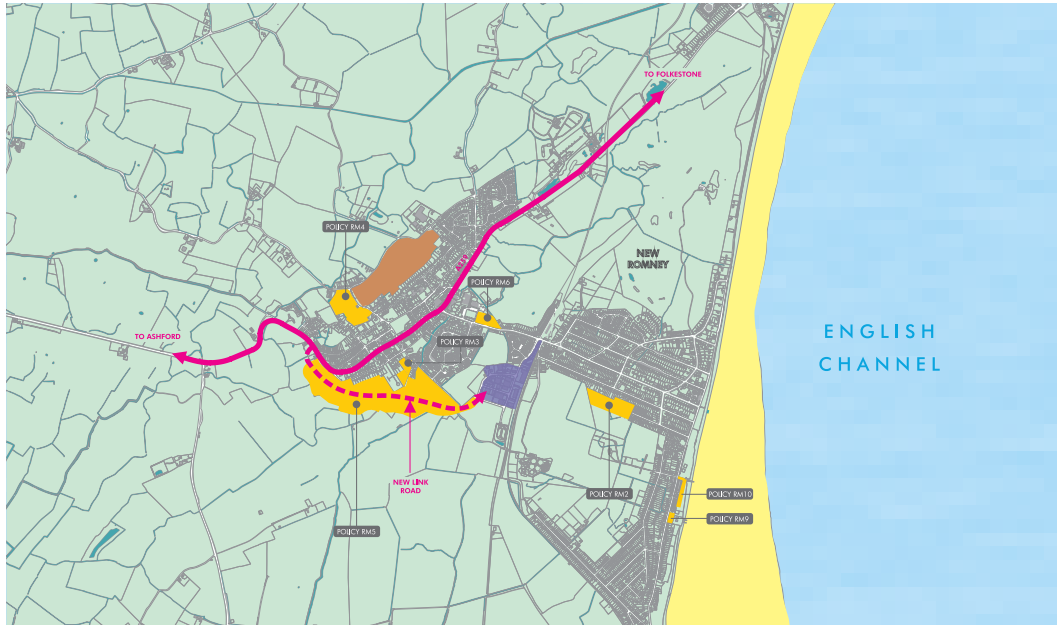 TO FOLKESTONE
POLICY RM4
A259
NEW
ROMNEY
POLICY RM6
TO ASHFORD
POLICY RM3
ENGLISH
CHANNEL
NEW LINK
ROAD
POLICY RM2
POLICY RM10
POLICY RM9
POLICY RM5